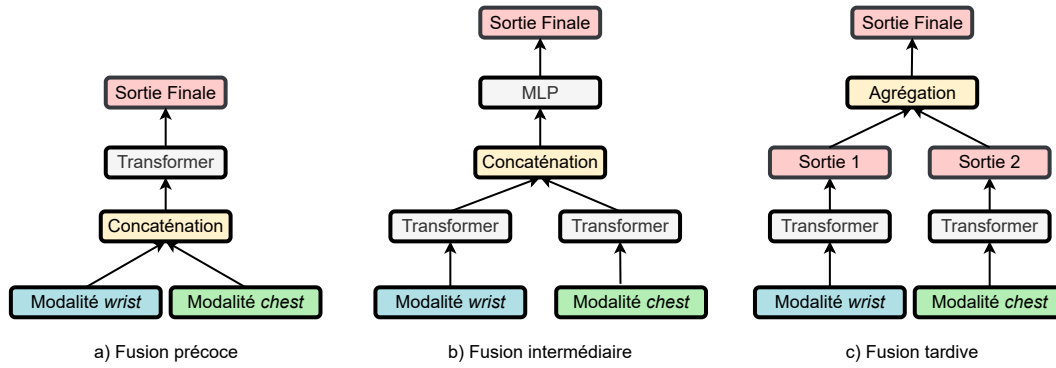 Sortie Finale
Transformer
Concaténation
Modalité wrist
Modalité chest
a) Fusion précoce
Sortie Finale
MLP
Concaténation
Transformer
Transformer
Modalité wrist
Modalité chest
b) Fusion intermédiaire
Sortie Finale
Agrégation
Sortie 1
Sortie 2
Transformer
Transformer
Modalité wrist
Modalité chest
c) Fusion tardive